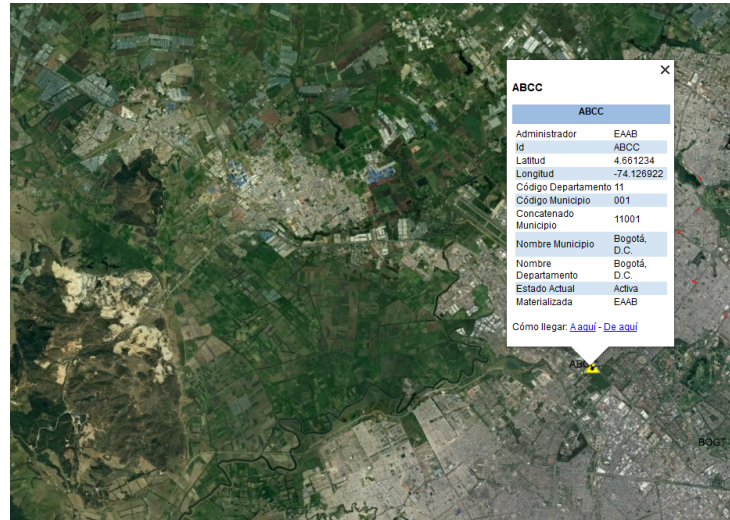 ABCC
ABCC
Administrador EAAB
Id ABCC
Latitud 4.661234
Longitud -74.126922
Código Departamento 11
Código Municipio 001
Concatenado Municipio 11001
Nombre Municipio Bogotá, D.C.
Nombre Departamento Bogotá, D.C.
Estado Actual Activa
Materializada EAAB
Cómo llegar: A aquí - De aquí
BOGT